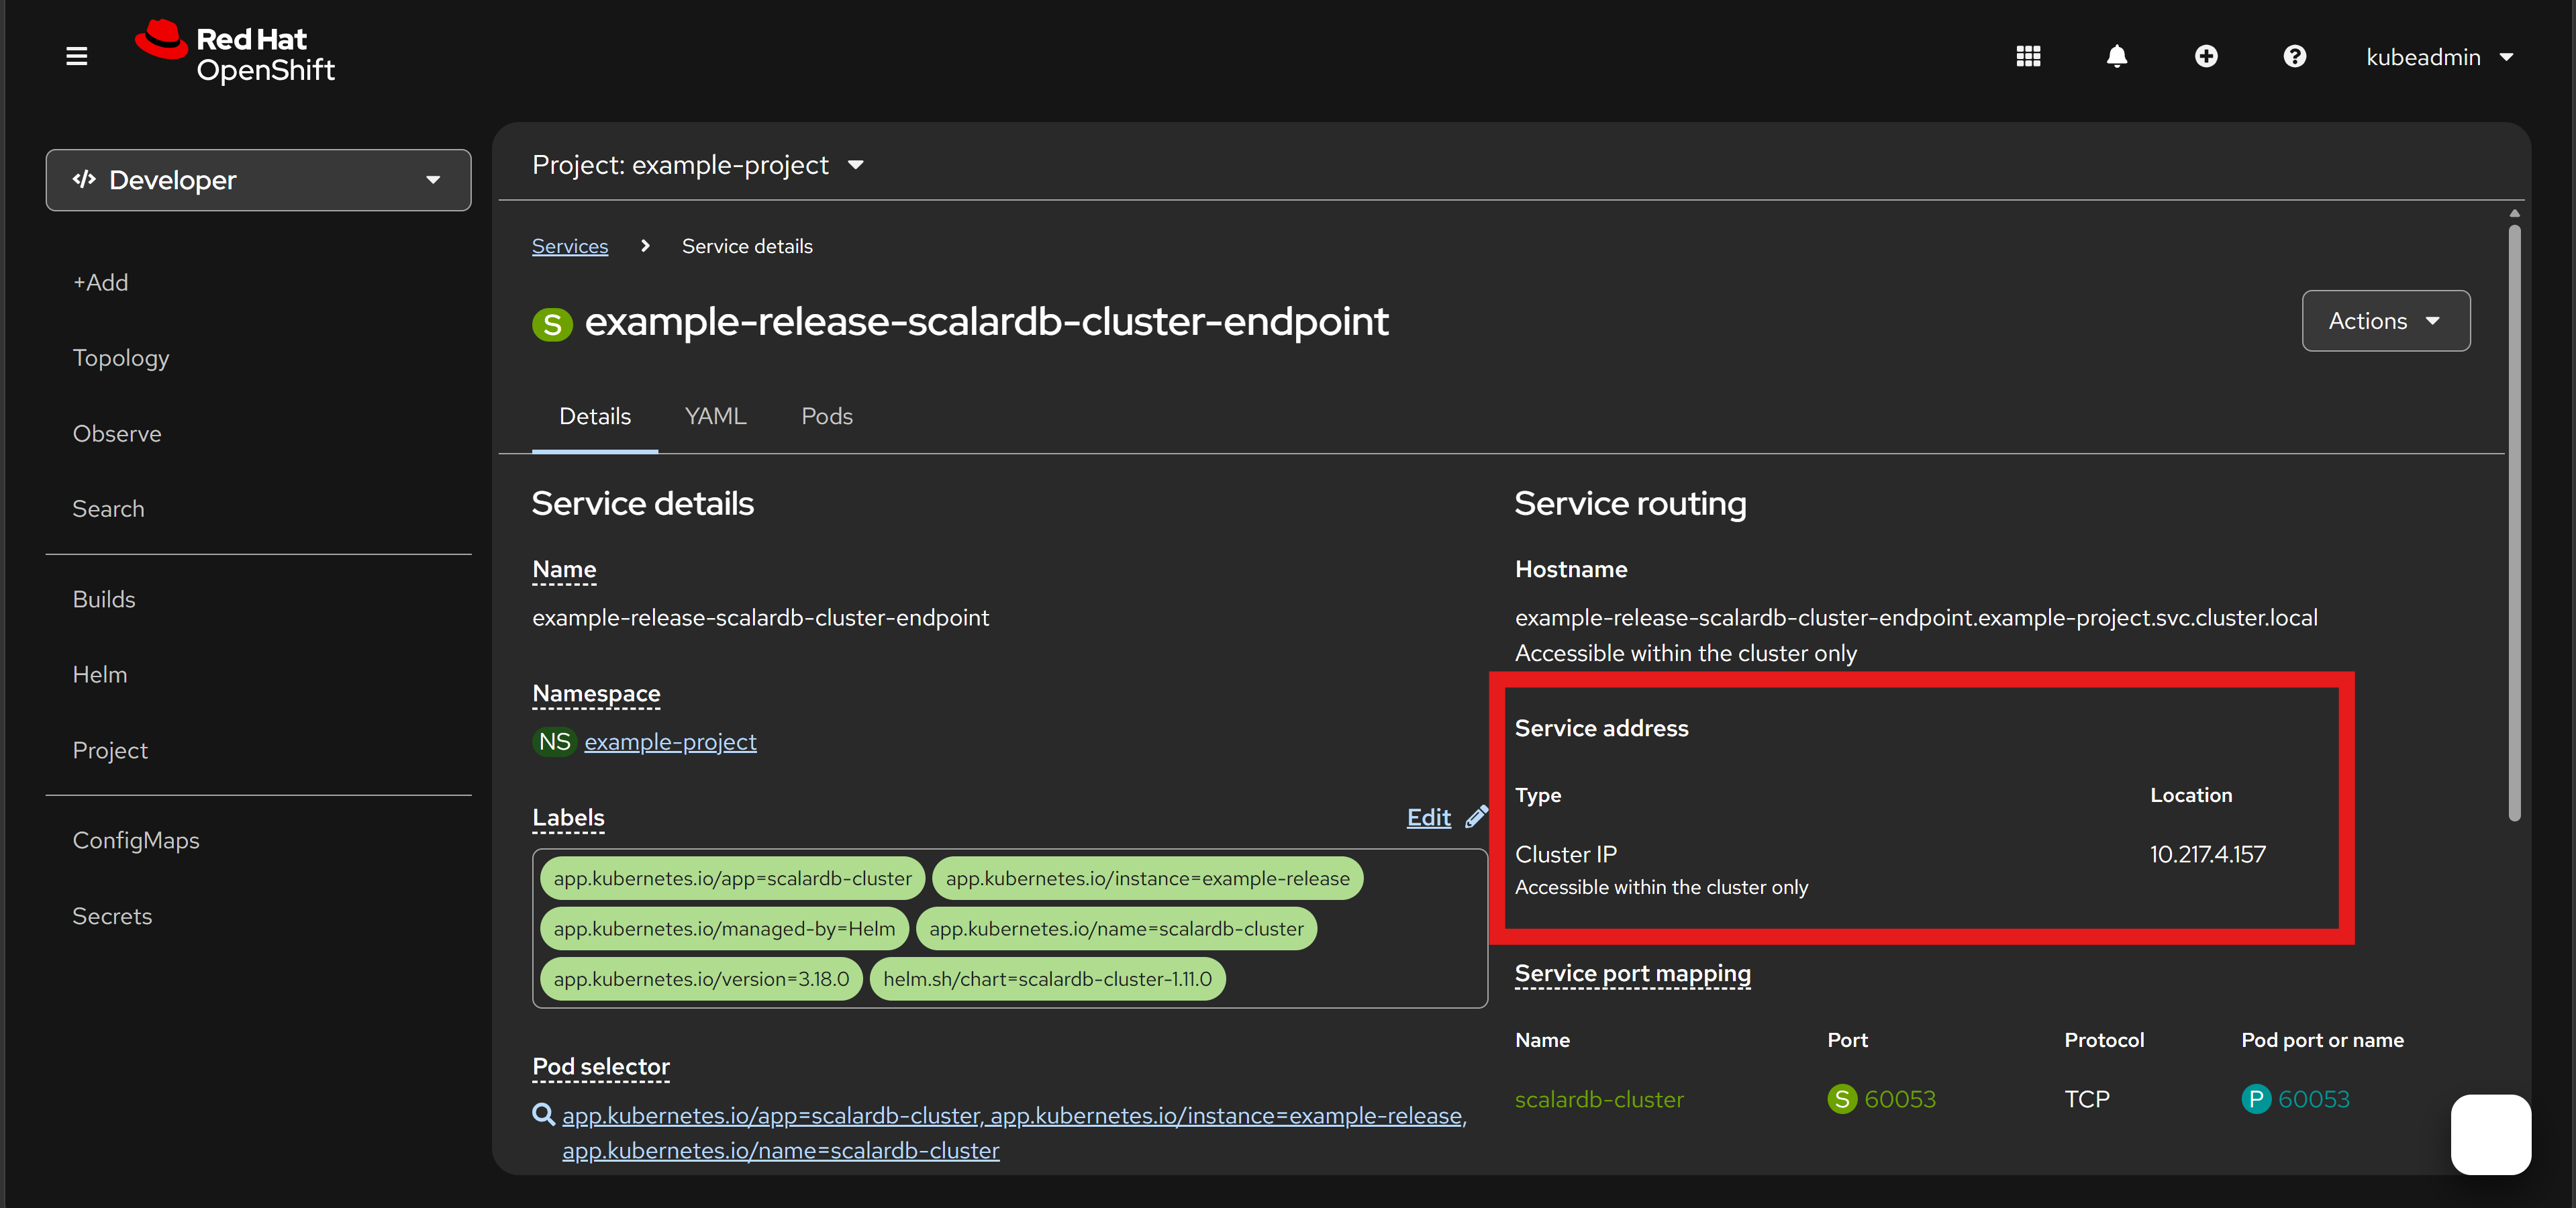 Red Hat
OpenShift
kubeadmin
Developer
+Add
Topology
Observe
Search
Builds
Helm
Project
ConfigMaps
Secrets
Project: example-project
Services
Service details
S example-release-scalardb-cluster-endpoint
Actions
Details YAML Pods
Service details
Name
example-release-scalardb-cluster-endpoint
Namespace
NS example-project
Labels
Edit
app.kubernetes.io/app=scalardb-cluster
app.kubernetes.io/instance=example-release
app.kubernetes.io/managed-by=Helm
app.kubernetes.io/name=scalardb-cluster
app.kubernetes.io/version=3.18.0
helm.sh/chart=scalardb-cluster-1.11.0
Pod selector
app.kubernetes.io/app=scalardb-cluster, app.kubernetes.io/instance=example-release,
app.kubernetes.io/name=scalardb-cluster
Service routing
Hostname
example-release-scalardb-cluster-endpoint.example-project.svc.cluster.local
Accessible within the cluster only
Service address
Type Location
Cluster IP 10.217.4.157
Accessible within the cluster only
Service port mapping
Name Port Protocol Pod port or name
scalardb-cluster S 60053 TCP P 60053